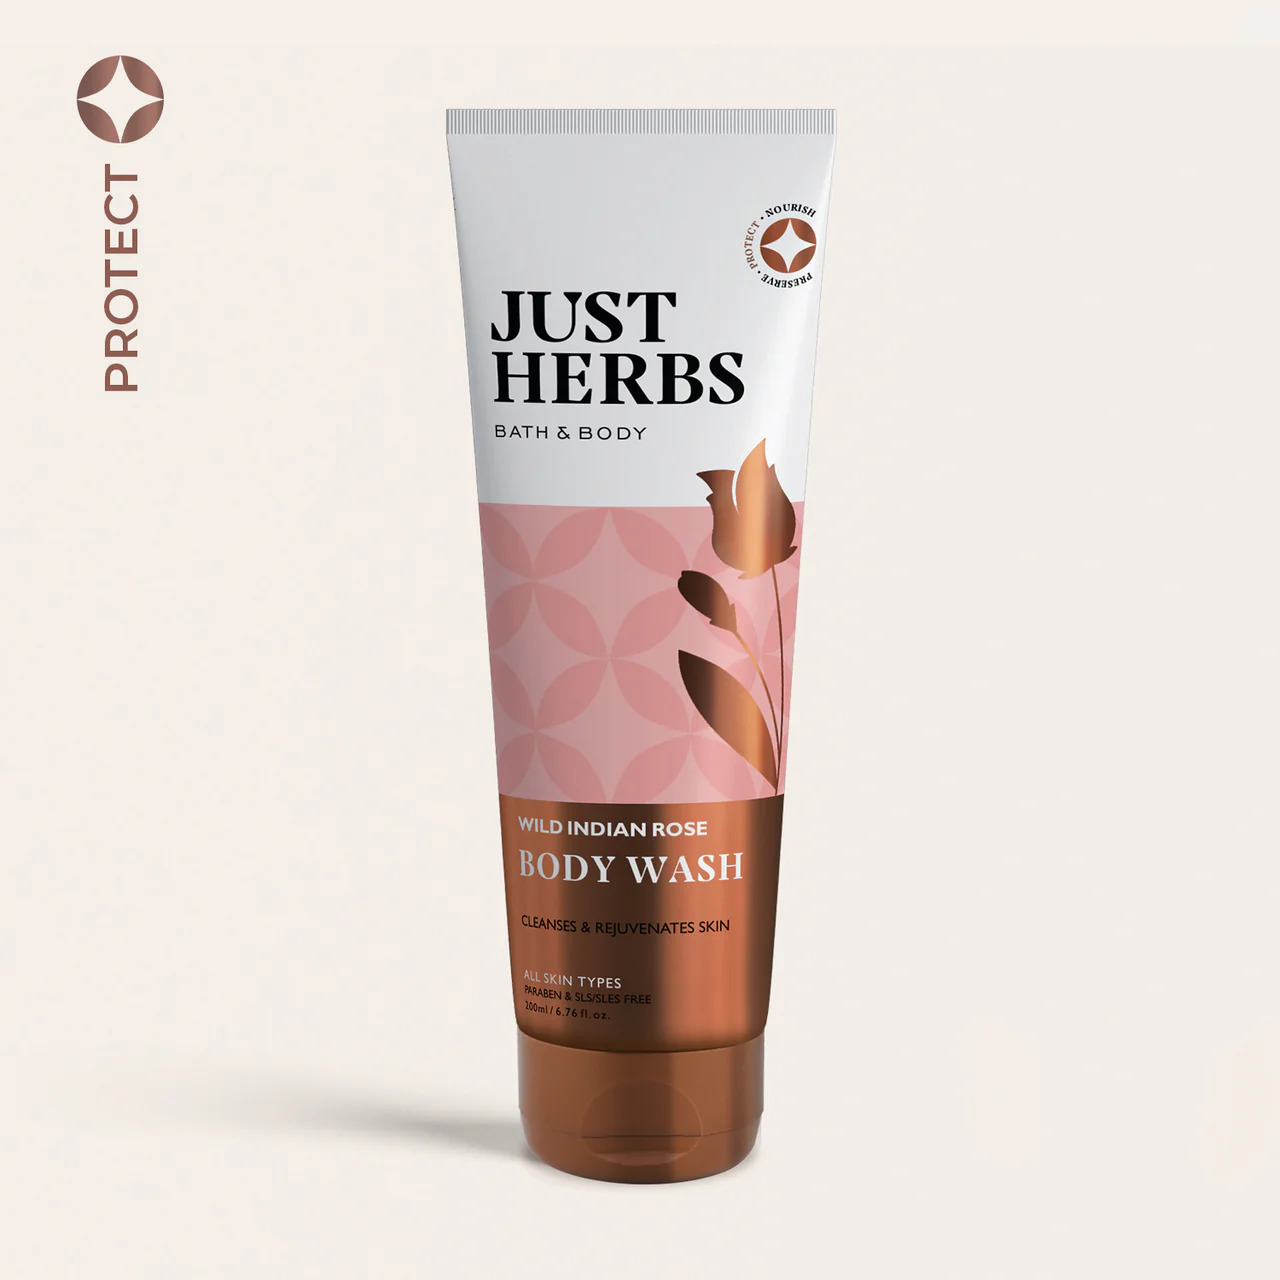 PROTECT
NOURISH • PROTECT • PRESERVE
JUST
HERBS
BATH & BODY
WILD INDIAN ROSE
BODY WASH
CLEANSES & REJUVENATES SKIN
ALL SKIN TYPES
PARABEN & SLS/SLES FREE
200ml / 6.76 fl.oz.